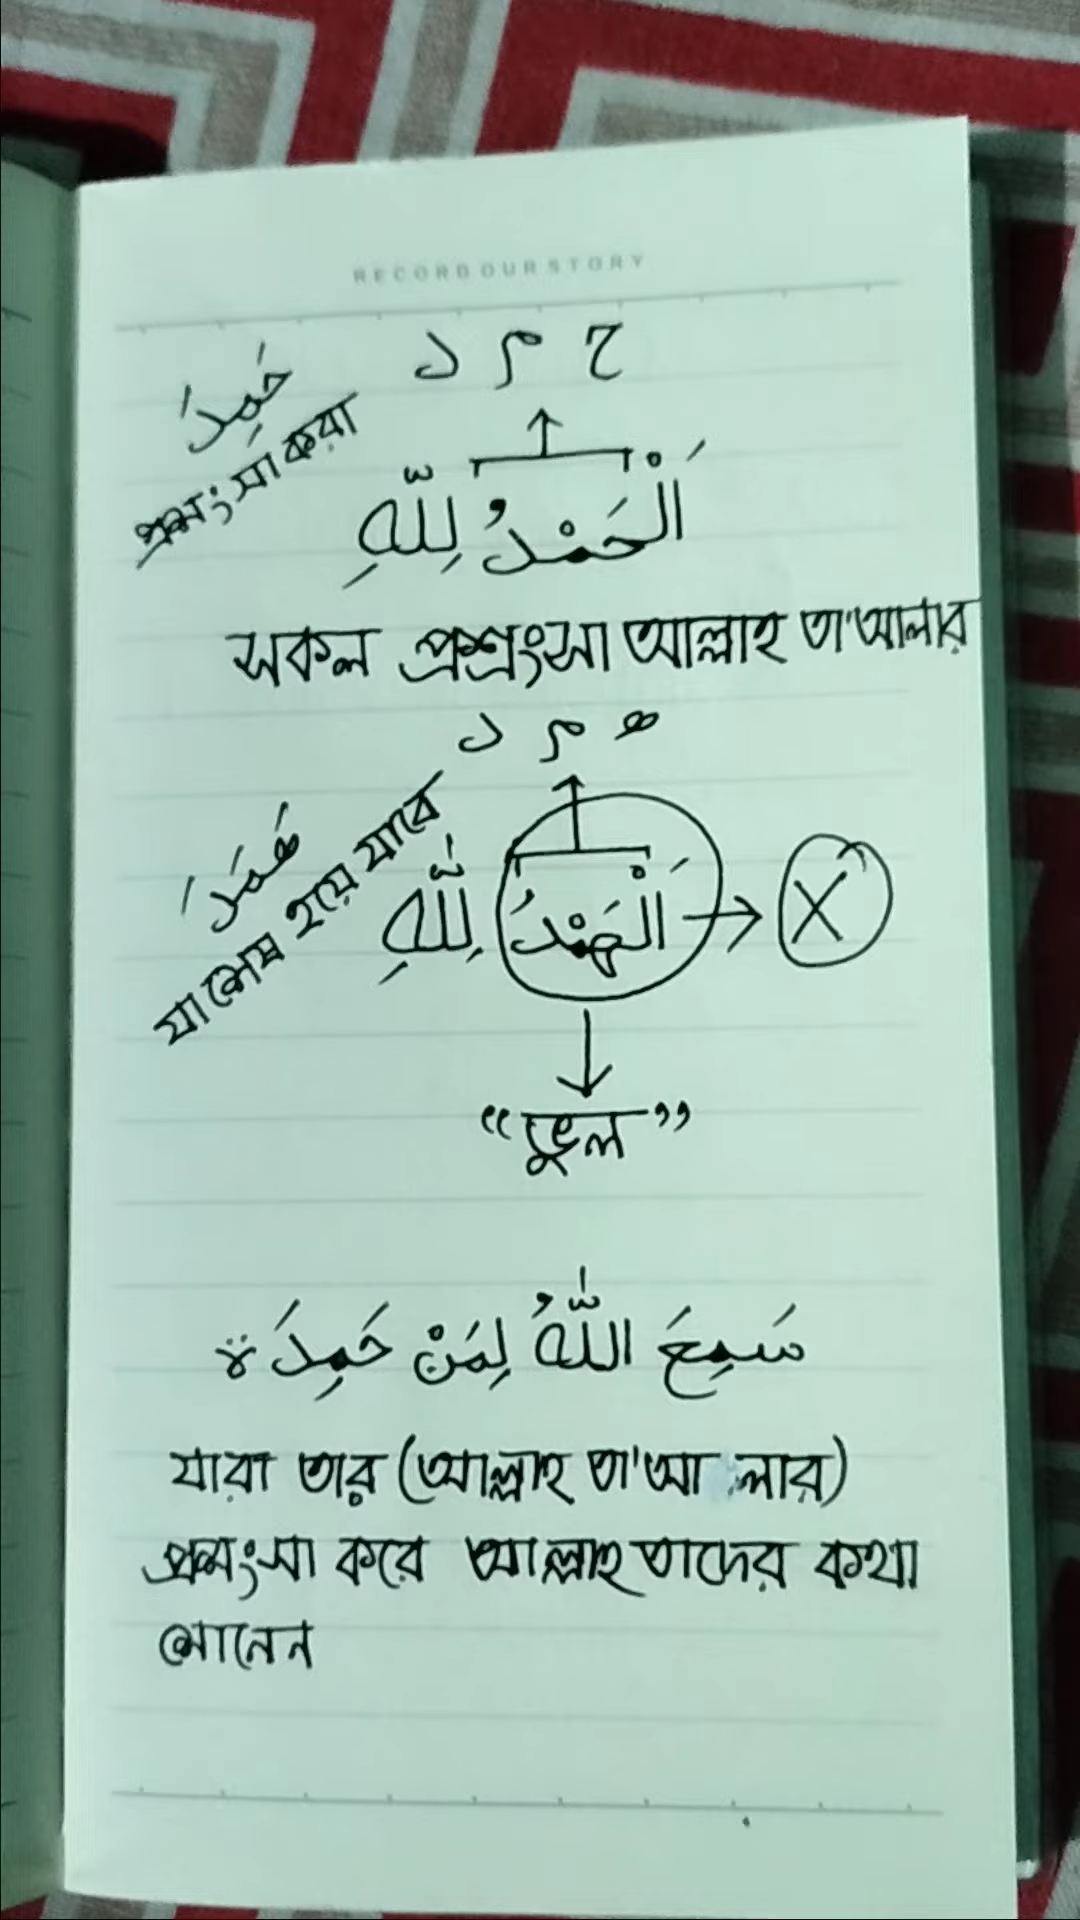 RECORD OUR STORY
ح م د
حَمِدَ
প্রশংসা করা
اَلْحَمْدُ لِلّٰهِ
সকল প্রশ্রংসা আল্লাহ তা'আলার
ه م د
هَمَدَ
যা শেষ হয়ে যাবে
اَلْهَمْدُ لِلّٰهِ → X
“ভুল”
سَمِعَ اللّٰهُ لِمَنْ حَمِدَ ة
যারা তার (আল্লাহ তা'আলার)
প্রশংসা করে আল্লাহ তাদের কথা
শোনেন